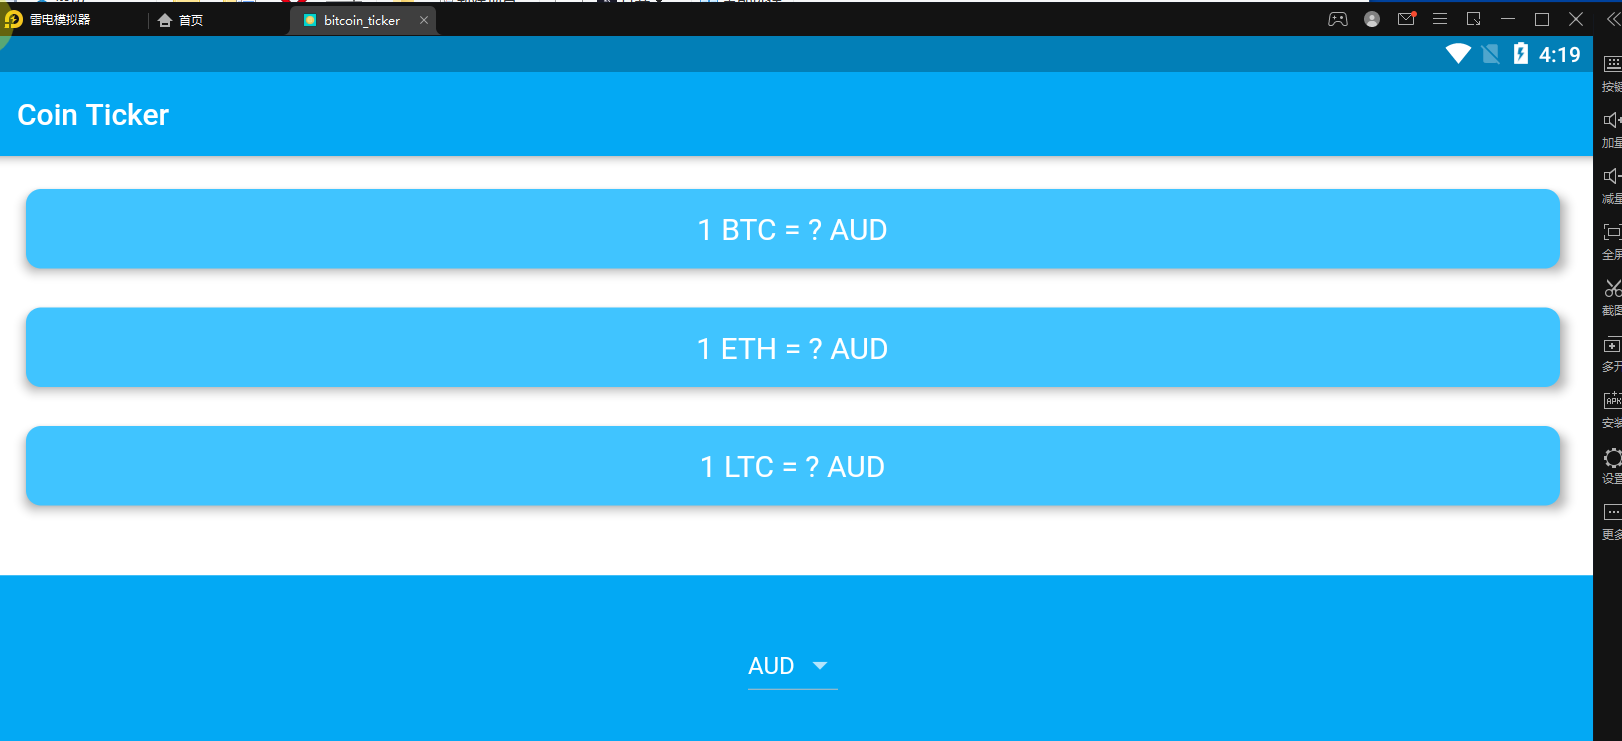 雷电模拟器
首页
bitcoin_ticker
4:19
Coin Ticker
1 BTC = ? AUD
1 ETH = ? AUD
1 LTC = ? AUD
AUD
按键
加量
减量
全屏
截图
多开
APK
安装
设置
更多